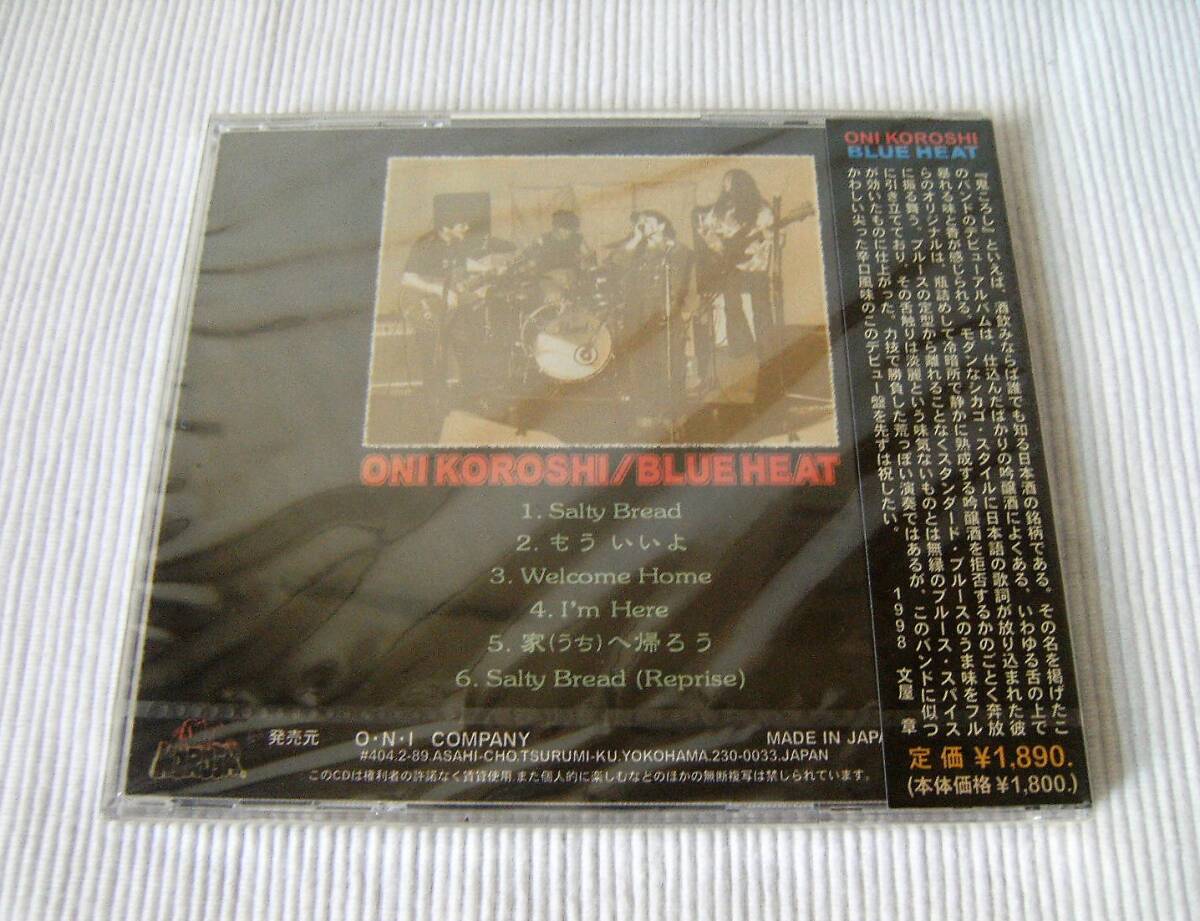 ONI KOROSHI/BLUE HEAT
1. Salty Bread
2. もう いいよ
3. Welcome Home
4. I'm Here
5. 家(うち)へ帰ろう
6. Salty Bread (Reprise)
発売元 O・N・I COMPANY MADE IN JAPA
#404.2-89.ASAHI-CHO.TSURUMI-KU.YOKOHAMA.230-0033.JAPAN
このCDは権利者の許諾なく賃貸使用.また個人的に楽しむなどのほかの無断複写は禁じられています。
ONI KOROSHI
BLUE HEAT
『鬼ころし』といえば、酒飲みならば誰でも知る日本酒の銘柄である。その名を掲げたこ
のバンドのデビューアルバムは、仕込んだばかりの吟醸酒によくある、いわゆる舌の上で
暴れる味と香が感じられる。モダンなシカゴ・スタイルに日本語の歌詞が放り込まれた彼
らのオリジナルは、瓶詰めして冷暗所で静かに熟成する吟醸酒を拒否するかのごとく奔放
に振る舞う。ブルースの定型から離れることなくスタンダード・ブルースのうま味をフル
に引き立てており、その舌触りは淡麗という味気ないものとは無縁のブルース・スパイス
が効いたものに仕上がった。力技で勝負した荒っぽい演奏ではあるが、このバンドに似つ
かわしい尖った辛口風味のこのデビュー盤を先ずは祝したい。
1998 文屋 章
定価 ¥1,890.
(本体価格¥1,800.)